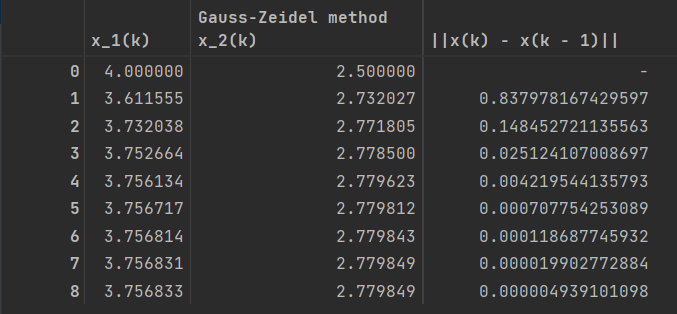 Gauss-Zeidel method
x_1(k) x_2(k) ||x(k) - x(k - 1)||
0 4.000000 2.500000 -
1 3.611555 2.732027 0.837978167429597
2 3.732038 2.771805 0.148452721135563
3 3.752664 2.778500 0.025124107008697
4 3.756134 2.779623 0.004219544135793
5 3.756717 2.779812 0.000707754253089
6 3.756814 2.779843 0.000118687745932
7 3.756831 2.779849 0.000019902772884
8 3.756833 2.779849 0.000004939101098